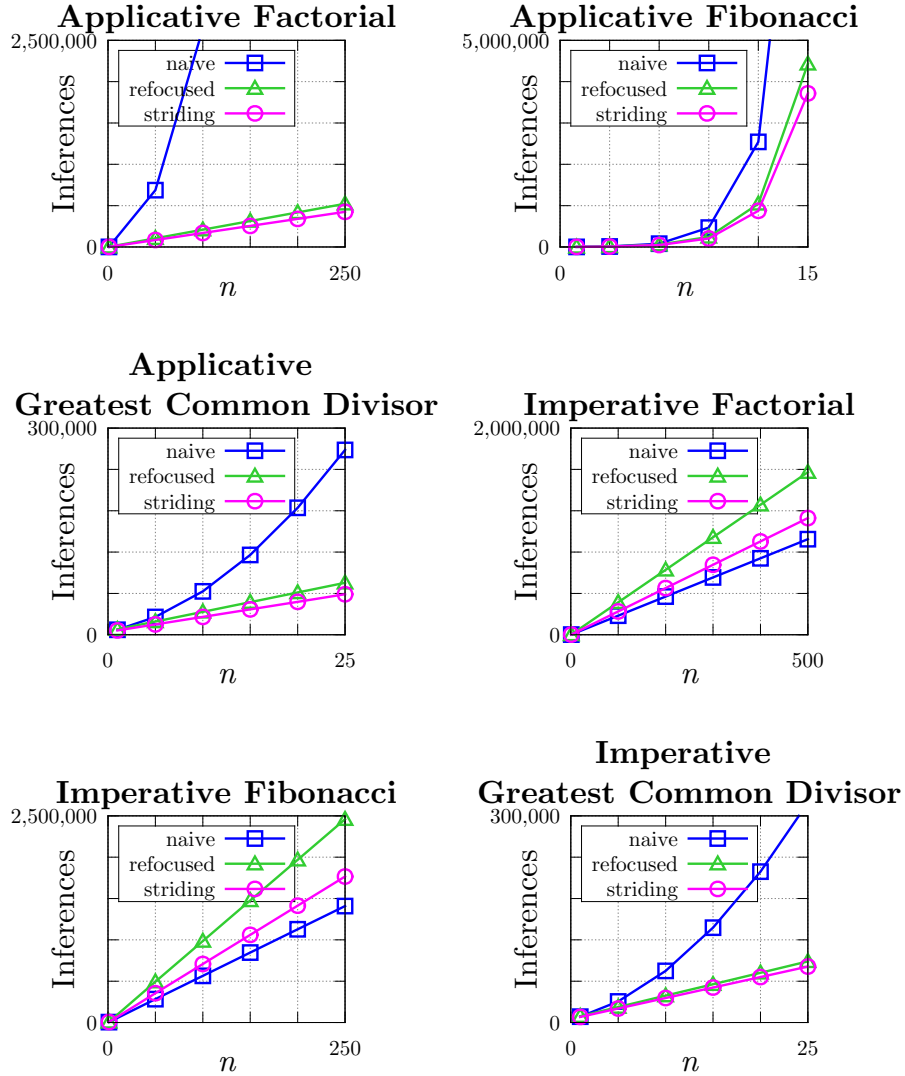 Applicative Factorial
2,500,000
naive
refocused
striding
Inferences
0
0
250
n
Applicative Fibonacci
5,000,000
naive
refocused
striding
Inferences
0
0
15
n
Applicative
Greatest Common Divisor
300,000
naive
refocused
striding
Inferences
0
0
25
n
Imperative Factorial
2,000,000
naive
refocused
striding
Inferences
0
0
500
n
Imperative Fibonacci
2,500,000
naive
refocused
striding
Inferences
0
0
250
n
Imperative
Greatest Common Divisor
300,000
naive
refocused
striding
Inferences
0
0
25
n